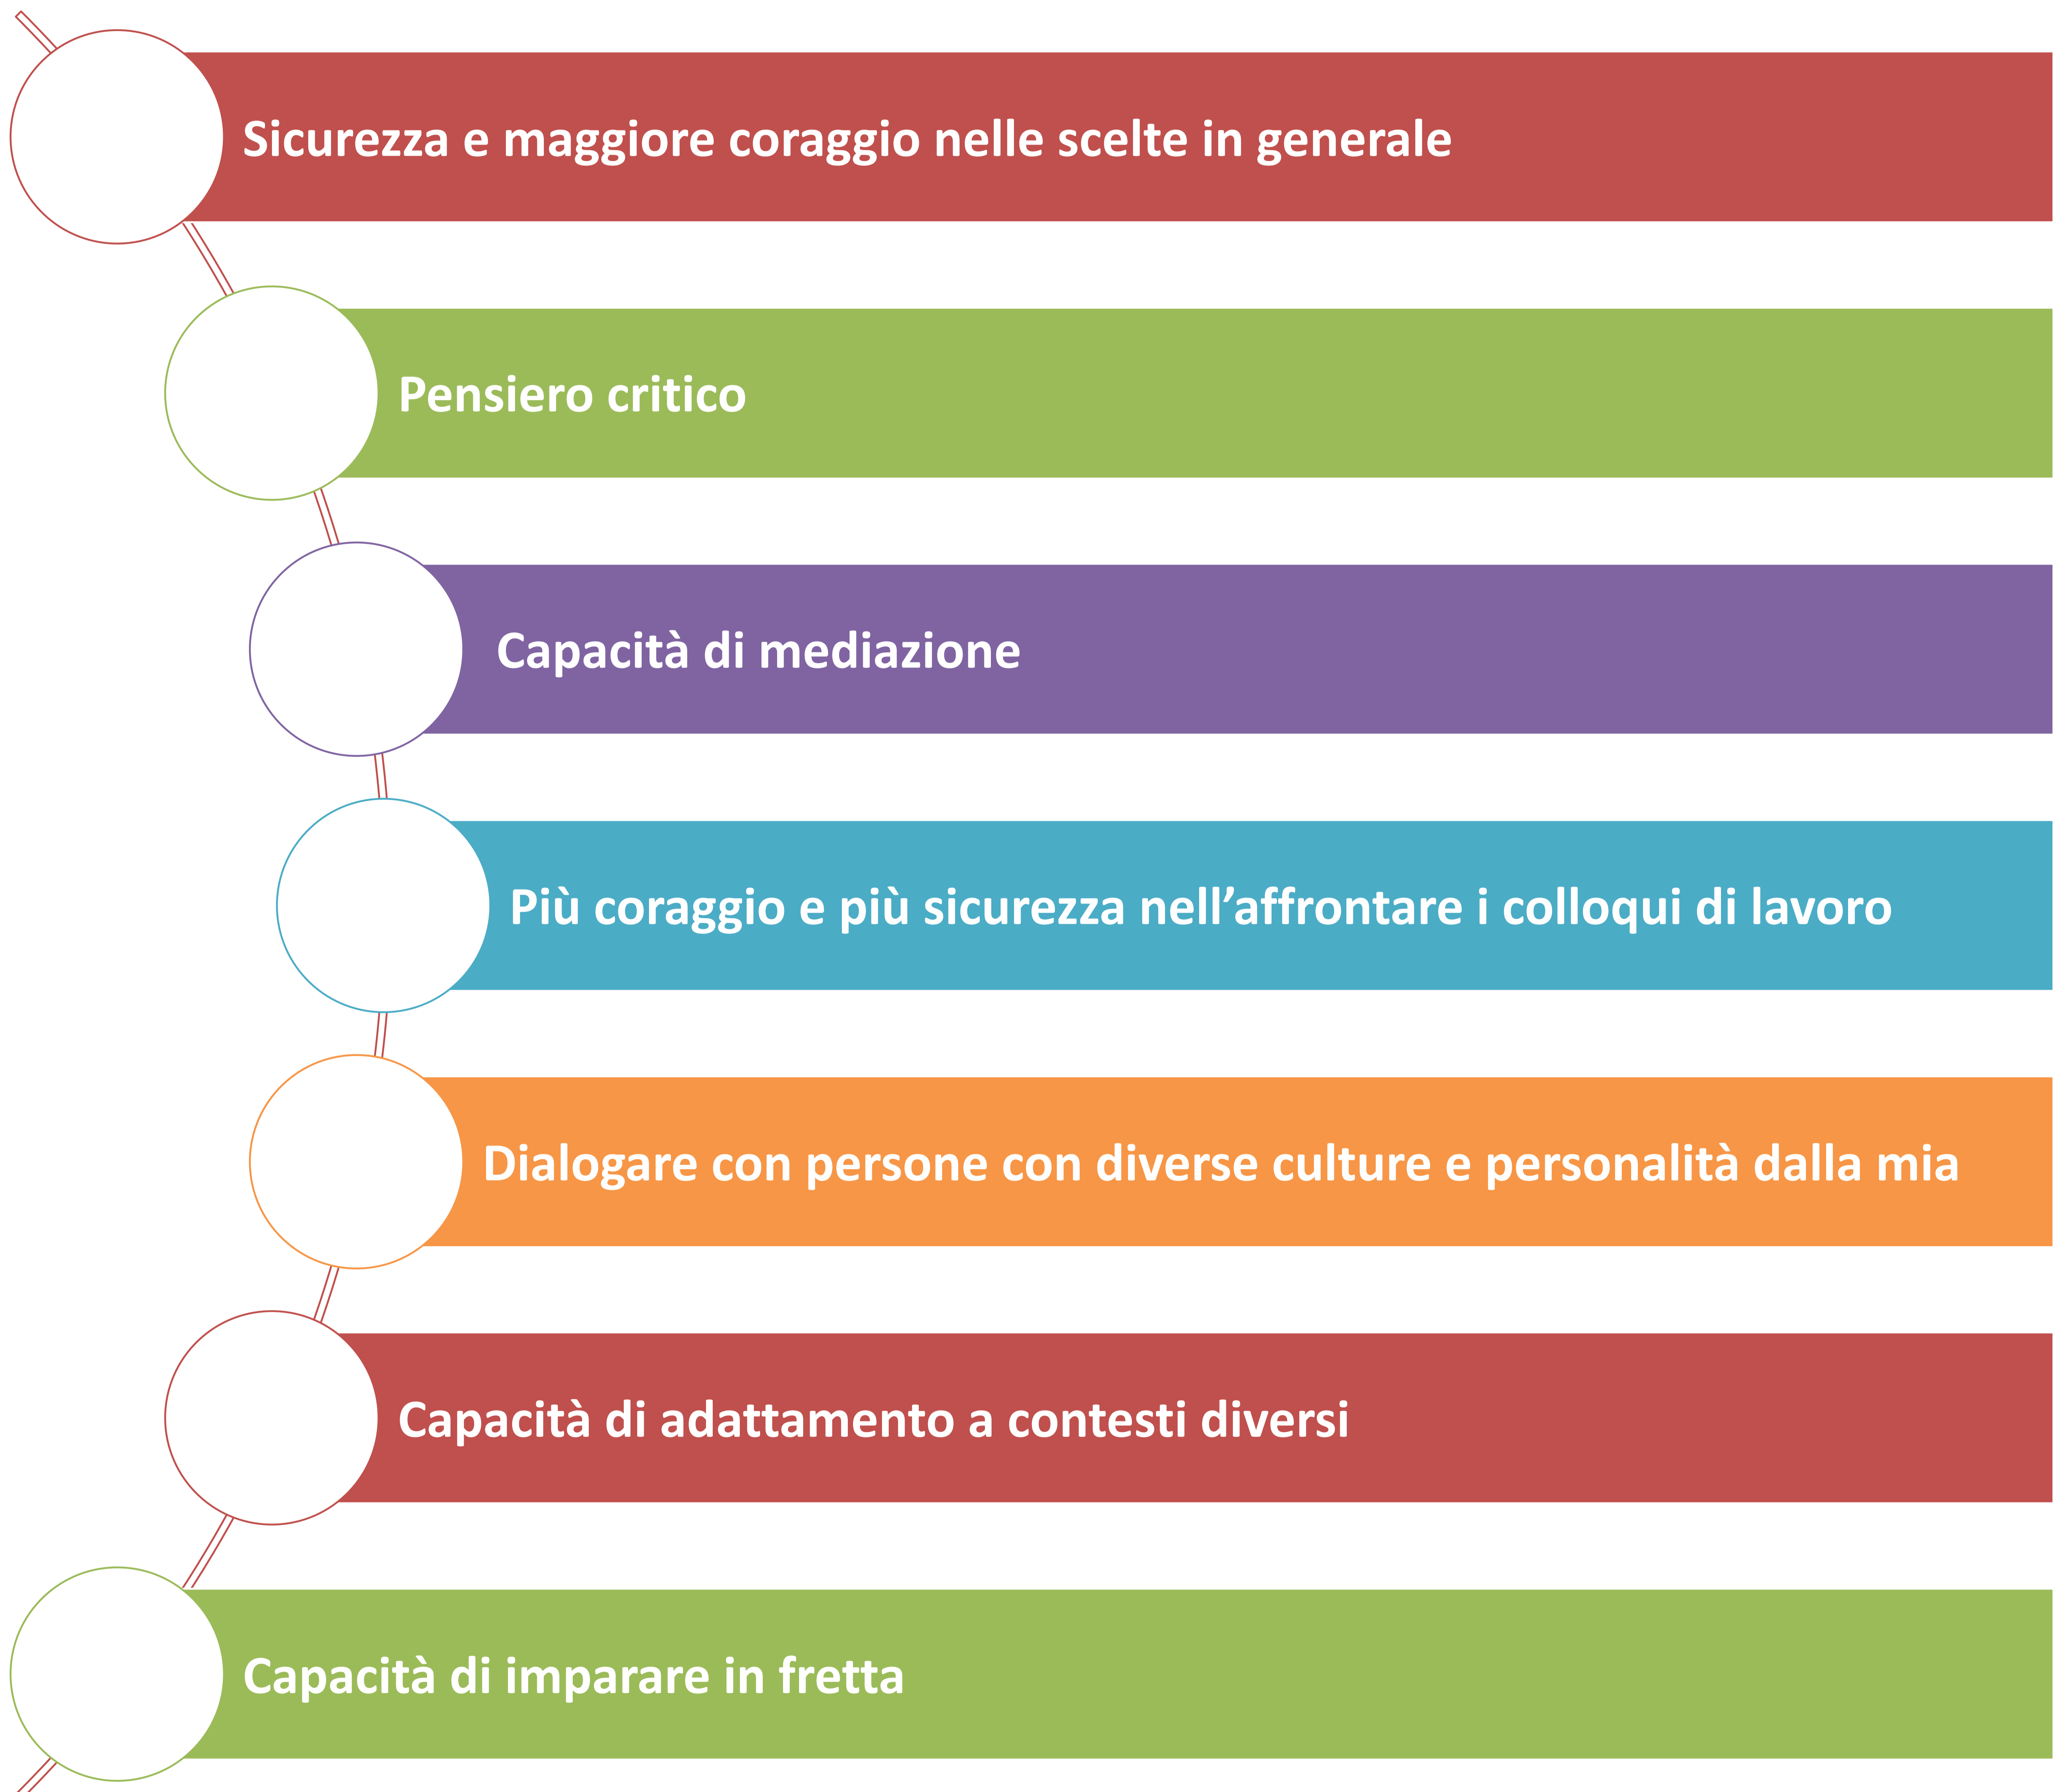 Sicurezza e maggiore coraggio nelle scelte in generale
Pensiero critico
Capacità di mediazione
Più coraggio e più sicurezza nell’affrontare i colloqui di lavoro
Dialogare con persone con diverse culture e personalità dalla mia
Capacità di adattamento a contesti diversi
Capacità di imparare in fretta